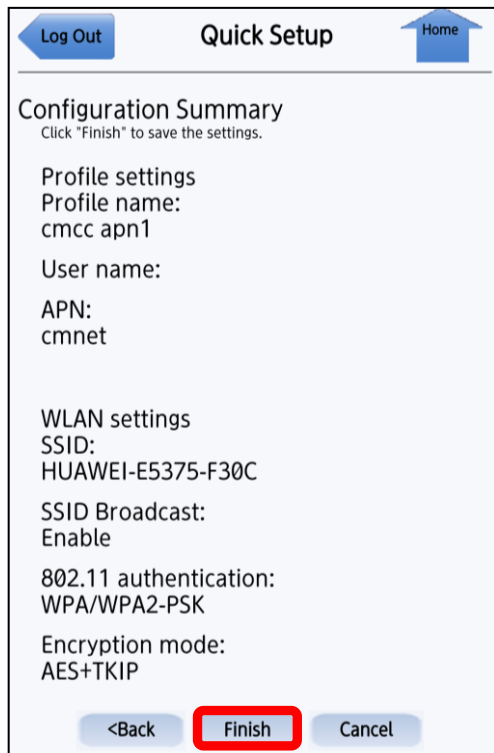 Log Out
Quick Setup
Home
Configuration Summary
Click "Finish" to save the settings.
Profile settings
Profile name:
cmcc apn1
User name:
APN:
cmnet
WLAN settings
SSID:
HUAWEI-E5375-F30C
SSID Broadcast:
Enable
802.11 authentication:
WPA/WPA2-PSK
Encryption mode:
AES+TKIP
<Back
Finish
Cancel